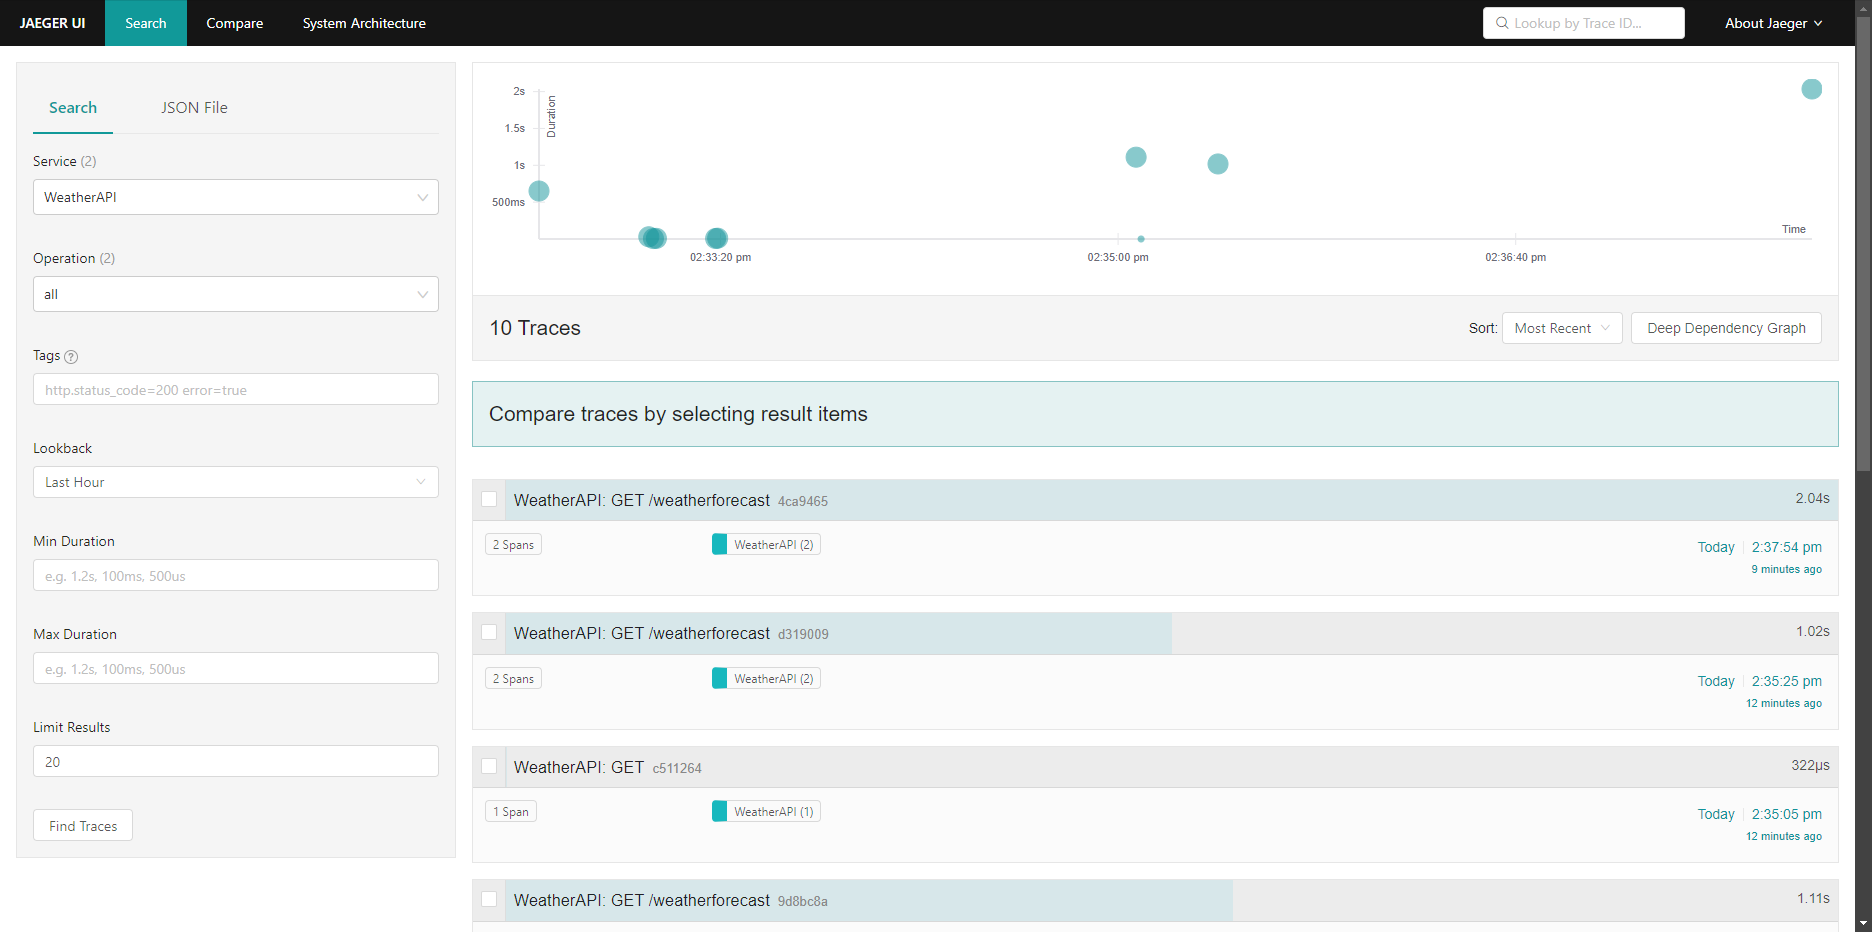 JAEGER UI Search Compare System Architecture Lookup by Trace ID... About Jaeger
Search JSON File
Service (2)
WeatherAPI
Operation (2)
all
Tags ?
http.status_code=200 error=true
Lookback
Last Hour
Min Duration
e.g. 1.2s, 100ms, 500us
Max Duration
e.g. 1.2s, 100ms, 500us
Limit Results
20
Find Traces
2s
1.5s
1s
500ms
Duration
Time
02:33:20 pm 02:35:00 pm 02:36:40 pm
10 Traces Sort: Most Recent Deep Dependency Graph
Compare traces by selecting result items
WeatherAPI: GET /weatherforecast 4ca9465 2.04s
2 Spans WeatherAPI (2) Today 2:37:54 pm
9 minutes ago
WeatherAPI: GET /weatherforecast d319009 1.02s
2 Spans WeatherAPI (2) Today 2:35:25 pm
12 minutes ago
WeatherAPI: GET c511264 322μs
1 Span WeatherAPI (1) Today 2:35:05 pm
12 minutes ago
WeatherAPI: GET /weatherforecast 9d8bc8a 1.11s